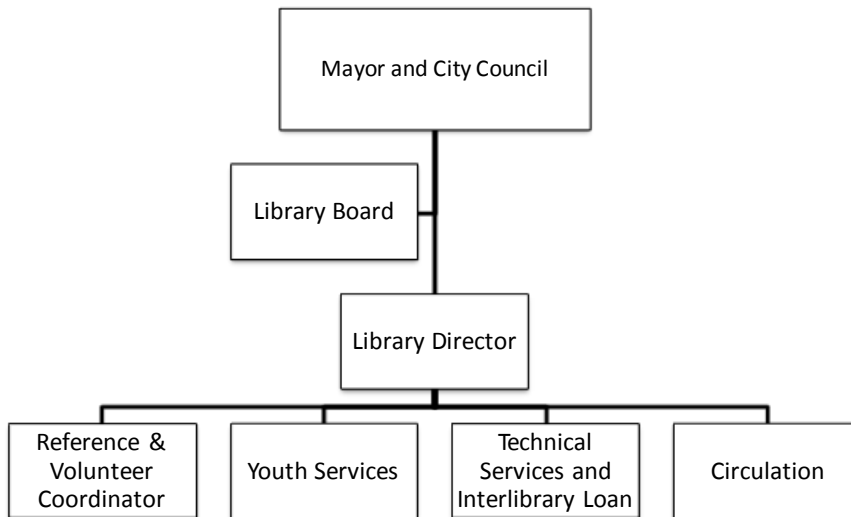 Mayor and City Council
Library Board
Library Director
Reference &
Volunteer
Coordinator
Youth Services
Technical
Services and
Interlibrary Loan
Circulation